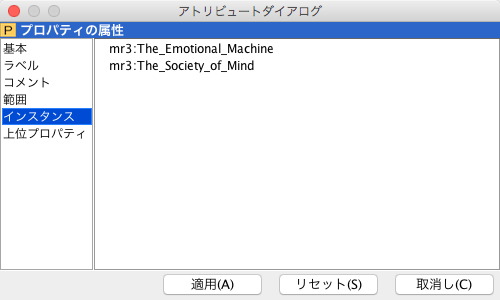 アトリビュートダイアログ
P プロパティの属性
基本
ラベル
コメント
範囲
インスタンス
上位プロパティ
mr3:The_Emotional_Machine
mr3:The_Society_of_Mind
適用(A)
リセット(S)
取消し(C)